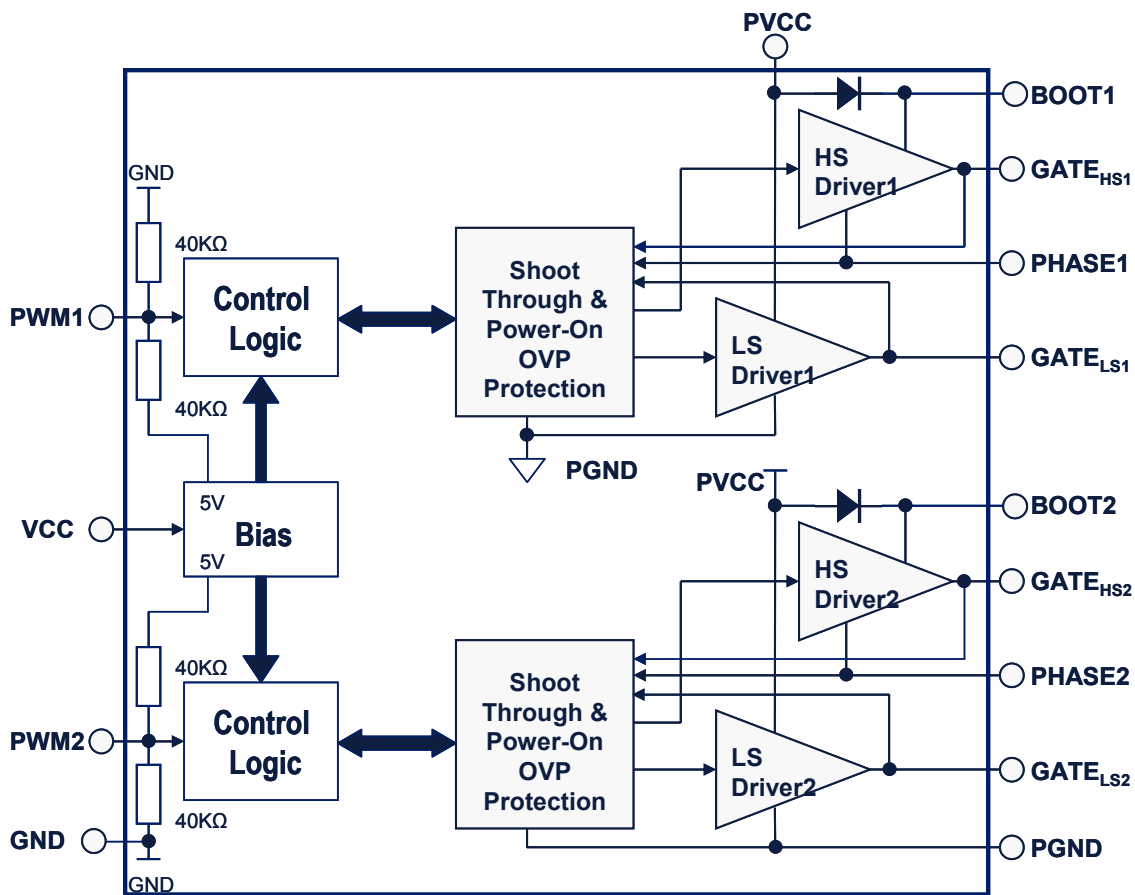 PVCC
BOOT1
HS
Driver1
GATEHS1
GND
40KΩ
Shoot
Through &
Power-On
OVP
Protection
PHASE1
Control
Logic
PWM1
LS
Driver1
GATELS1
40KΩ
PGND
PVCC
5V
Bias
5V
VCC
BOOT2
HS
Driver2
GATEHS2
40KΩ
Shoot
Through &
Power-On
OVP
Protection
PHASE2
Control
Logic
PWM2
LS
Driver2
GATELS2
40KΩ
GND
PGND
GND